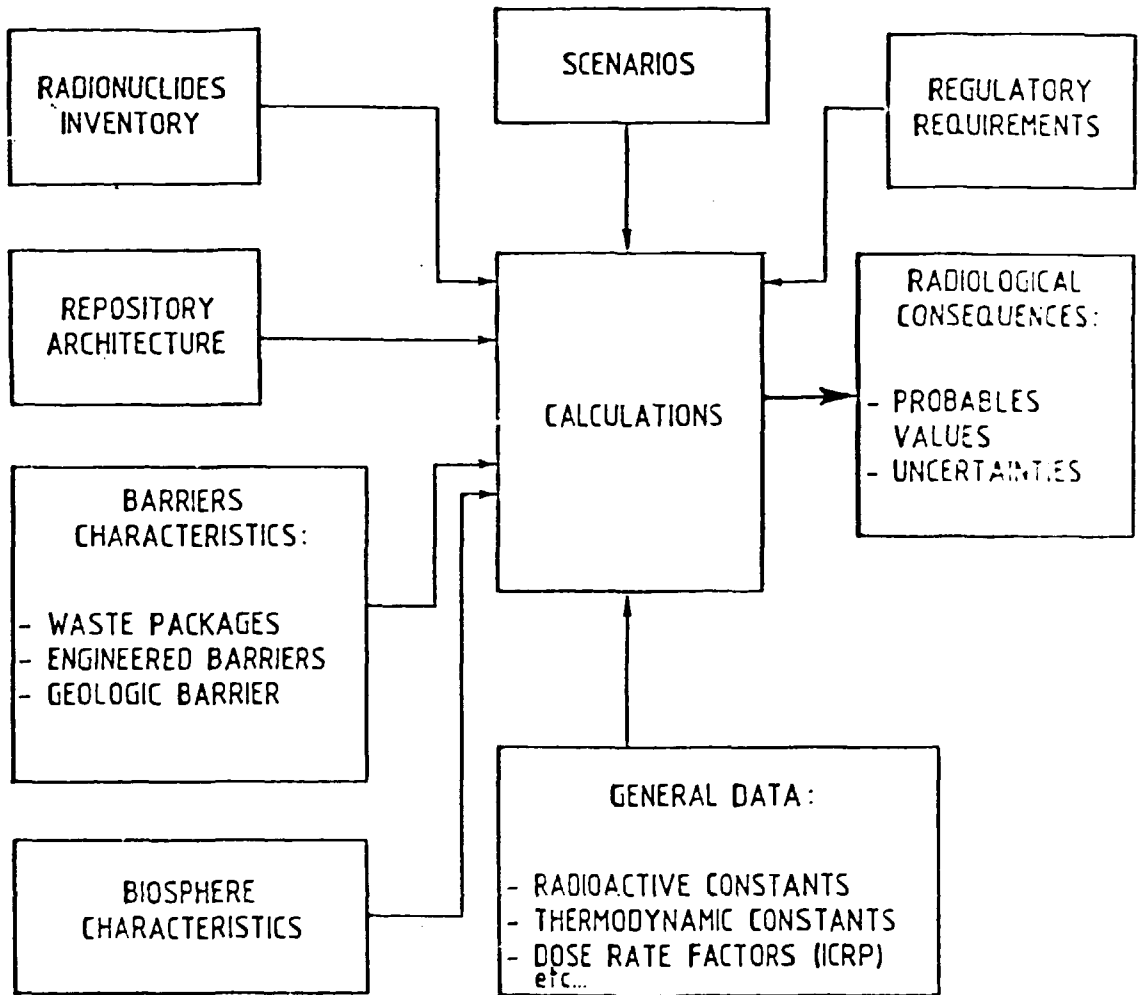 RADIONUCLIDES
INVENTORY
SCENARIOS
REGULATORY
REQUIREMENTS
REPOSITORY
ARCHITECTURE
CALCULATIONS
RADIOLOGICAL
CONSEQUENCES:
- PROBABLES
VALUES
- UNCERTAINTIES
BARRIERS
CHARACTERISTICS:
- WASTE PACKAGES
- ENGINEERED BARRIERS
- GEOLOGIC BARRIER
BIOSPHERE
CHARACTERISTICS
GENERAL DATA:
- RADIOACTIVE CONSTANTS
- THERMODYNAMIC CONSTANTS
- DOSE RATE FACTORS (ICRP)
etc...